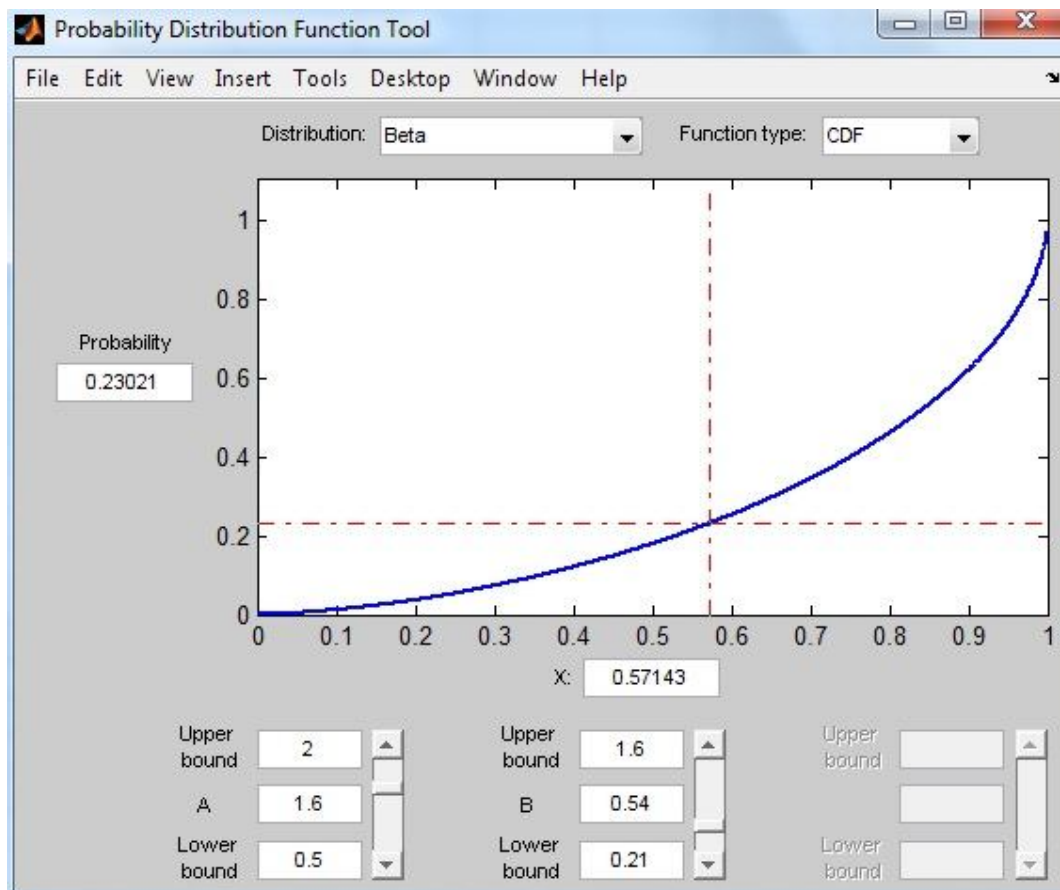 Probability Distribution Function Tool
File Edit View Insert Tools Desktop Window Help
Distribution: Beta Function type: CDF
1
0.8
0.6
0.4
0.2
0
Probability
0.23021
0 0.1 0.2 0.3 0.4 0.5 0.6 0.7 0.8 0.9 1
X: 0.57143
Upper bound 2
A 1.6
Lower bound 0.5
Upper bound 1.6
B 0.54
Lower bound 0.21
Upper bound
Lower bound